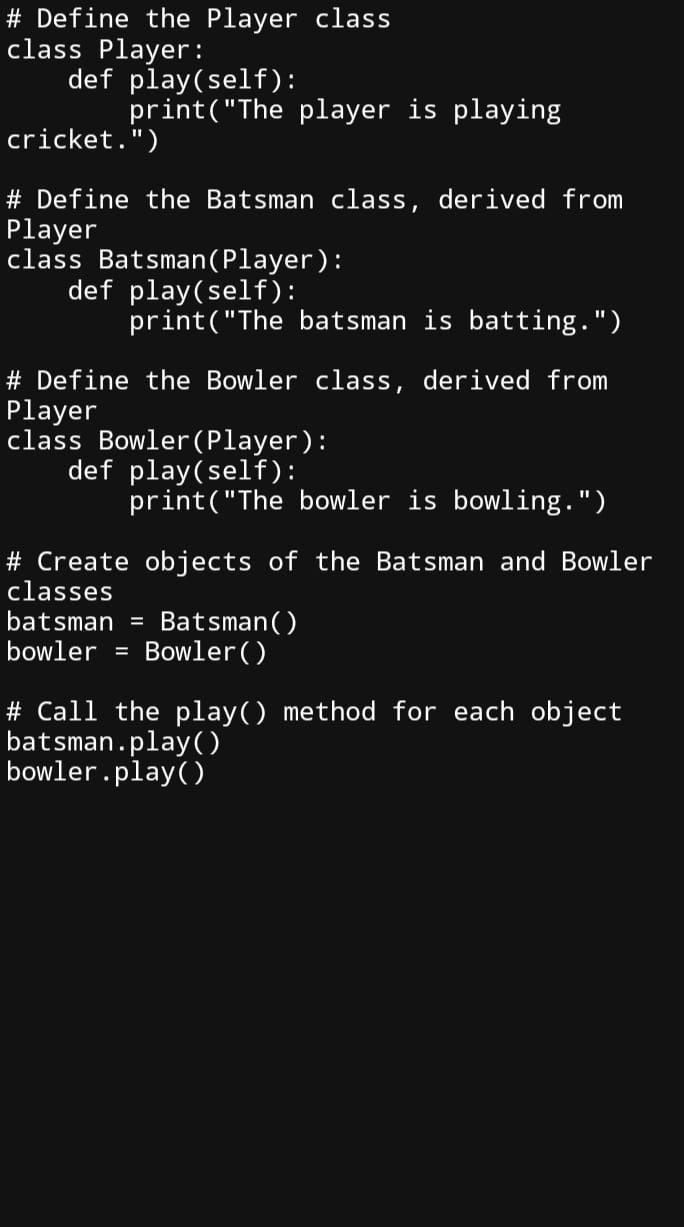 # Define the Player class
class Player:
    def play(self):
        print("The player is playing
cricket.")

# Define the Batsman class, derived from
Player
class Batsman(Player):
    def play(self):
        print("The batsman is batting.")

# Define the Bowler class, derived from
Player
class Bowler(Player):
    def play(self):
        print("The bowler is bowling.")

# Create objects of the Batsman and Bowler
classes
batsman = Batsman()
bowler = Bowler()

# Call the play() method for each object
batsman.play()
bowler.play()